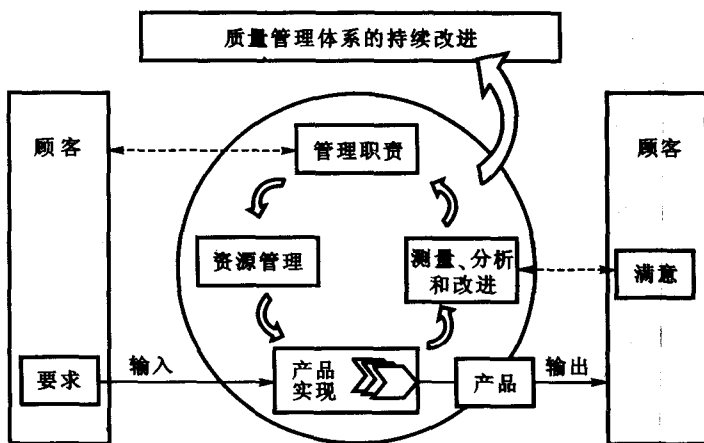 质量管理体系的持续改进
顾客
管理职责
顾客
资源管理
测量、分析
和改进
满意
要求
输入
产品
实现
产品
输出